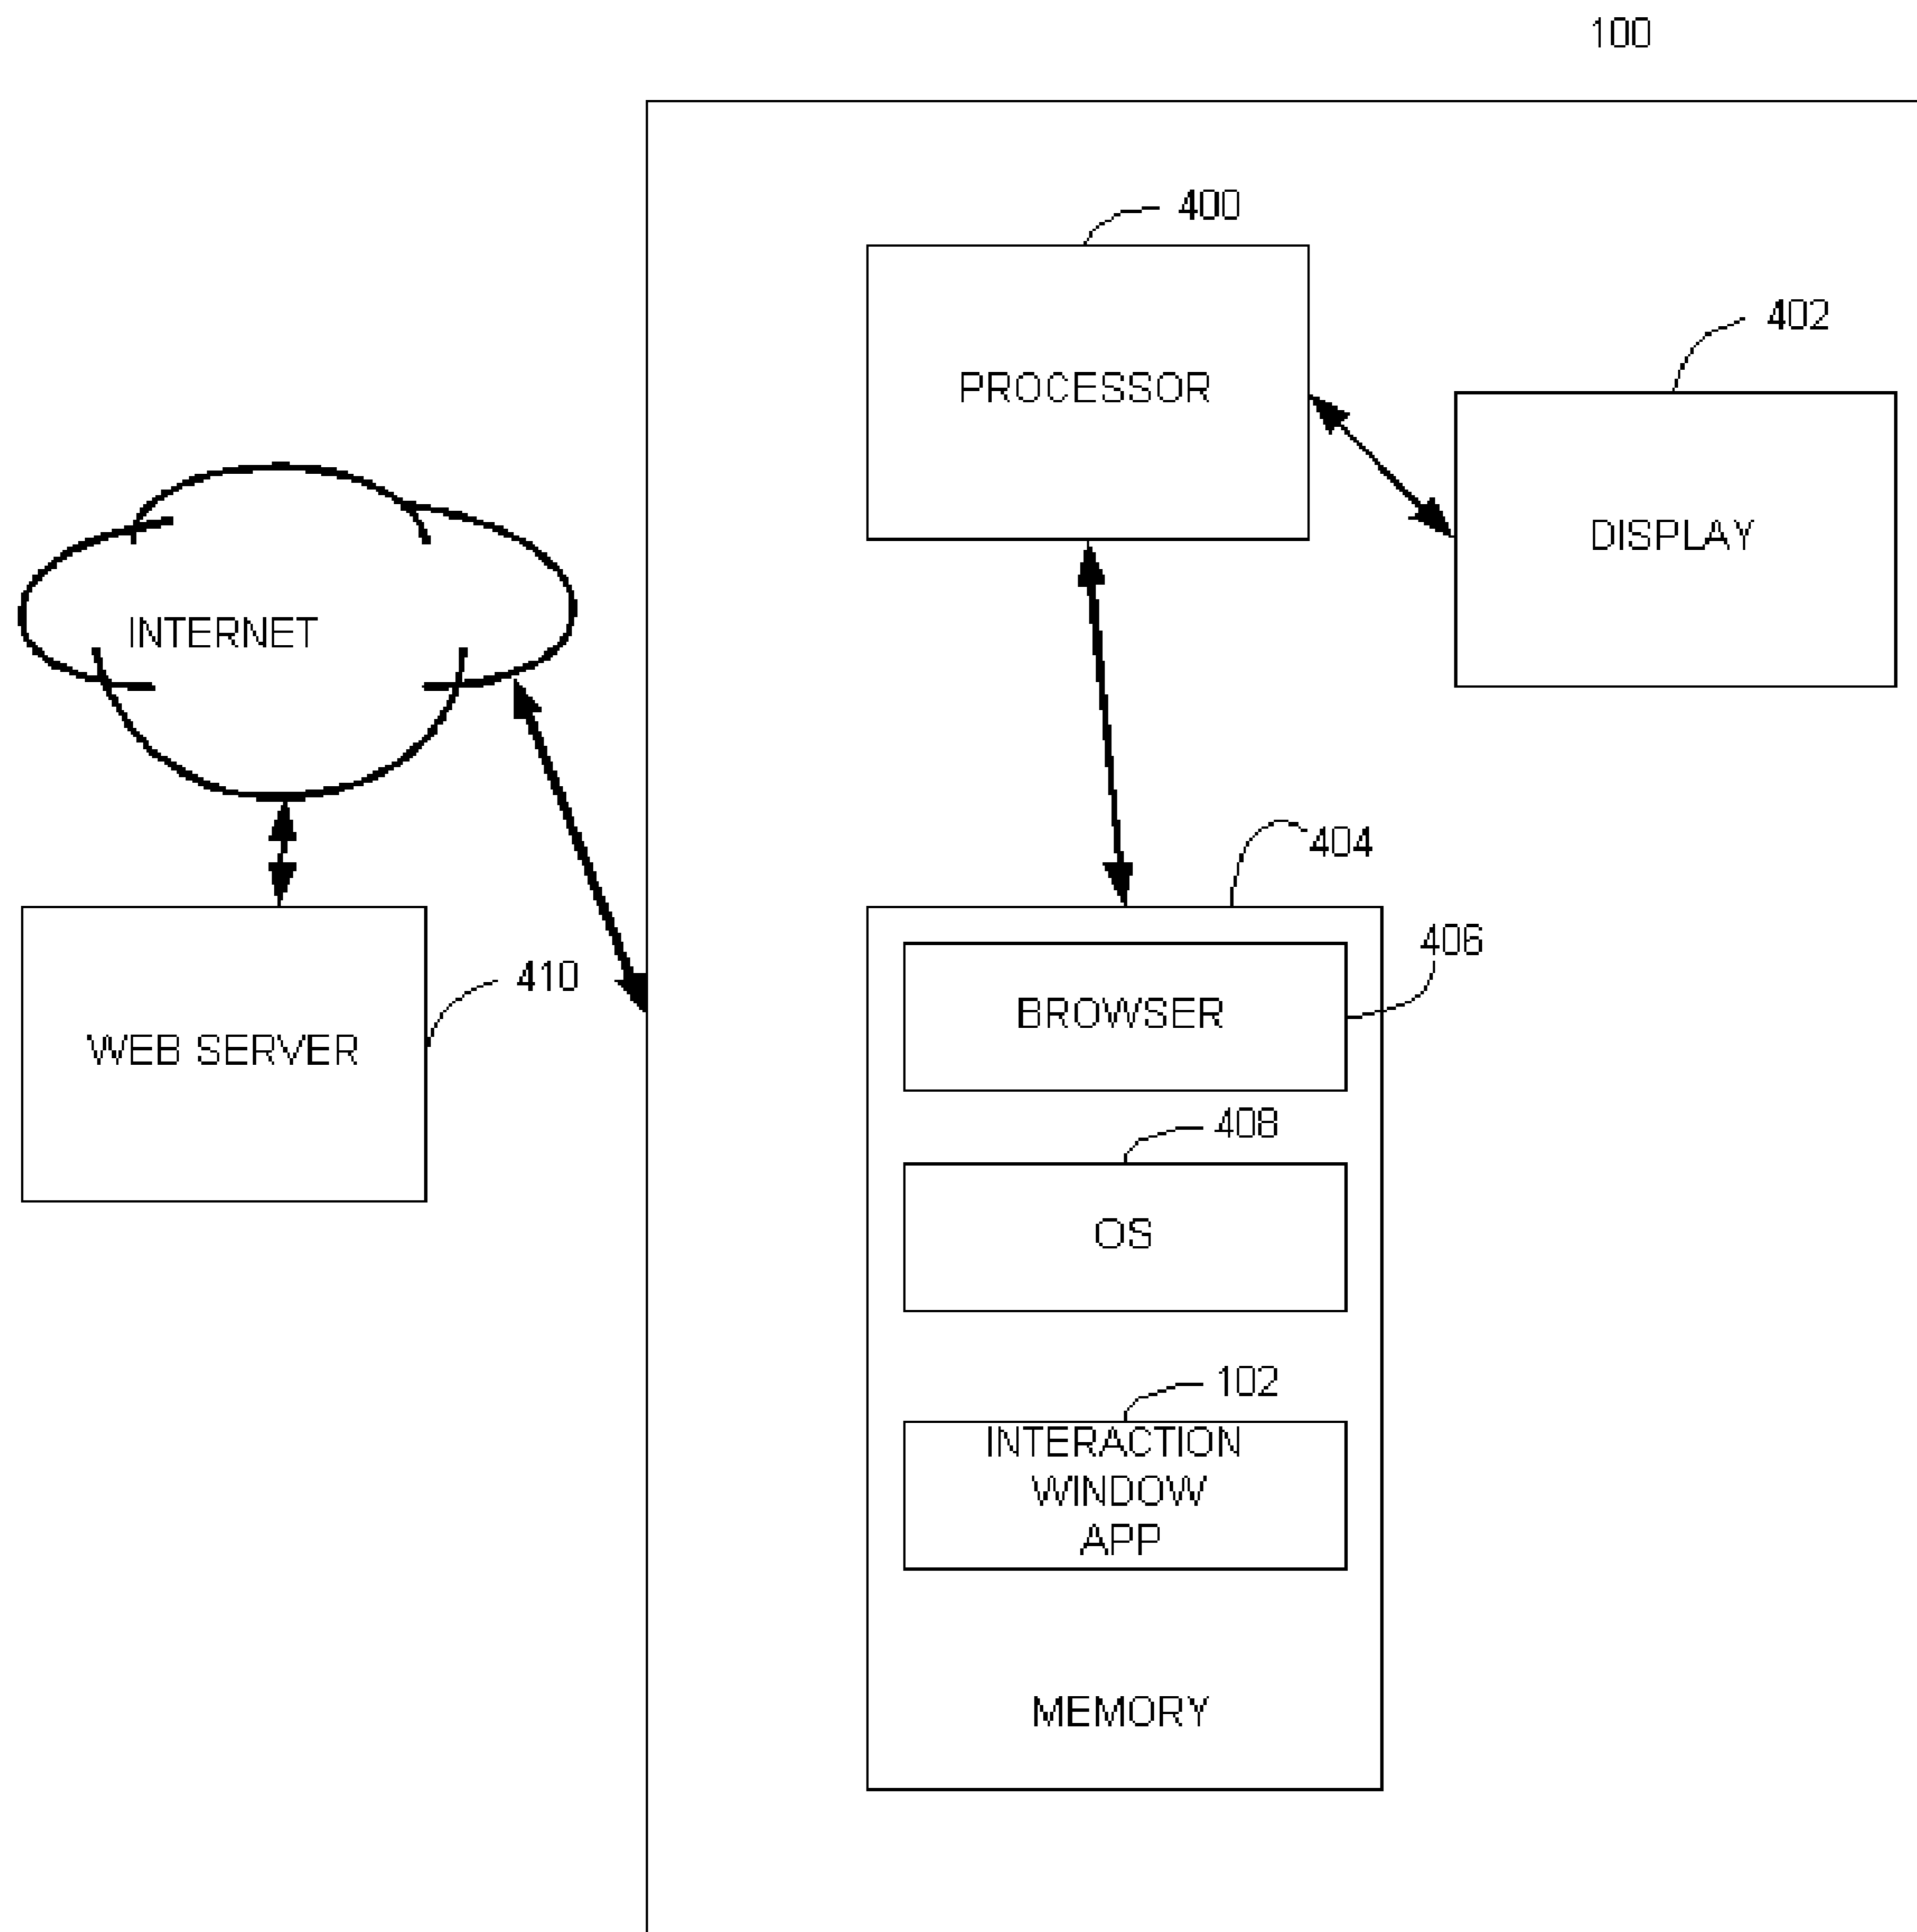 100
400
PROCESSOR
402
DISPLAY
INTERNET
404
406
BROWSER
410
WEB SERVER
408
OS
102
INTERACTION
WINDOW
APP
MEMORY